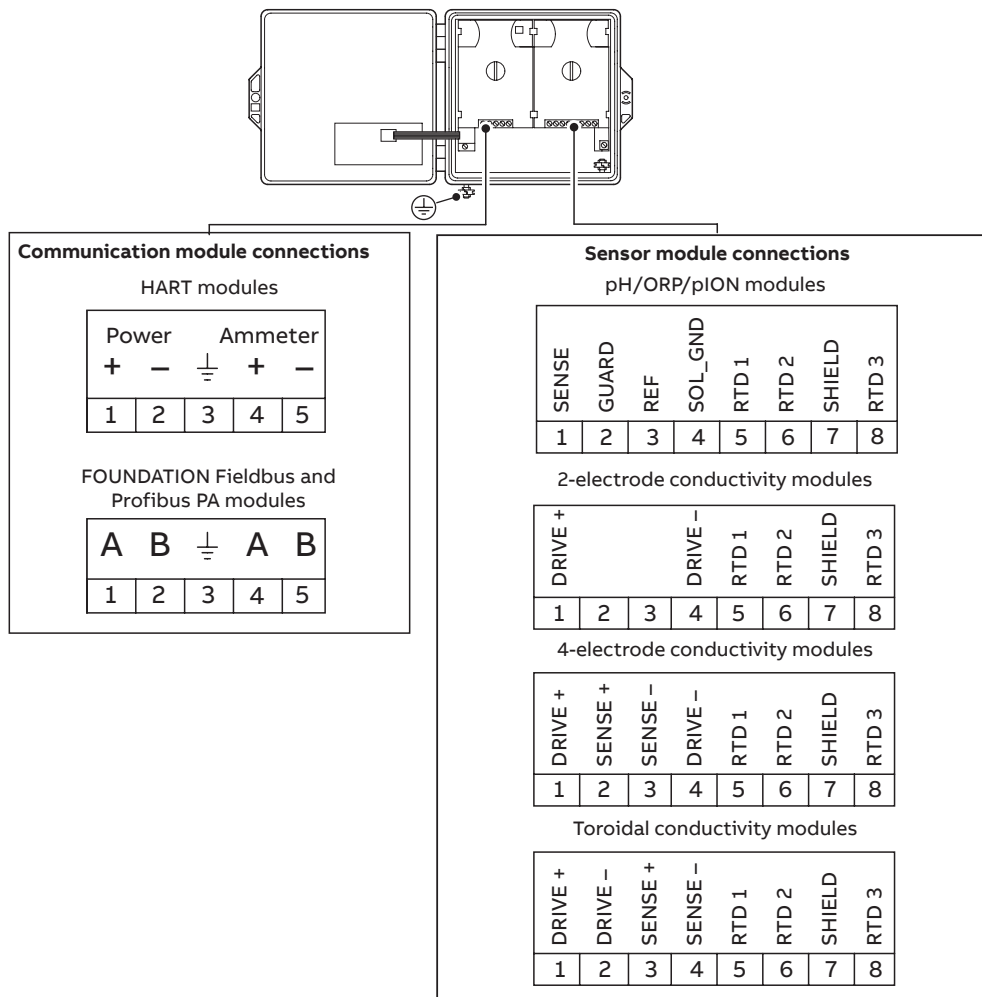 Communication module connections
HART modules
Power Ammeter
+ – ⏚ + –
1 2 3 4 5
FOUNDATION Fieldbus and
Profibus PA modules
A B ⏚ A B
1 2 3 4 5
Sensor module connections
pH/ORP/pION modules
SENSE GUARD REF SOL_GND RTD 1 RTD 2 SHIELD RTD 3
1 2 3 4 5 6 7 8
2-electrode conductivity modules
DRIVE + DRIVE – RTD 1 RTD 2 SHIELD RTD 3
1 2 3 4 5 6 7 8
4-electrode conductivity modules
DRIVE + SENSE + SENSE – DRIVE – RTD 1 RTD 2 SHIELD RTD 3
1 2 3 4 5 6 7 8
Toroidal conductivity modules
DRIVE + DRIVE – SENSE + SENSE – RTD 1 RTD 2 SHIELD RTD 3
1 2 3 4 5 6 7 8